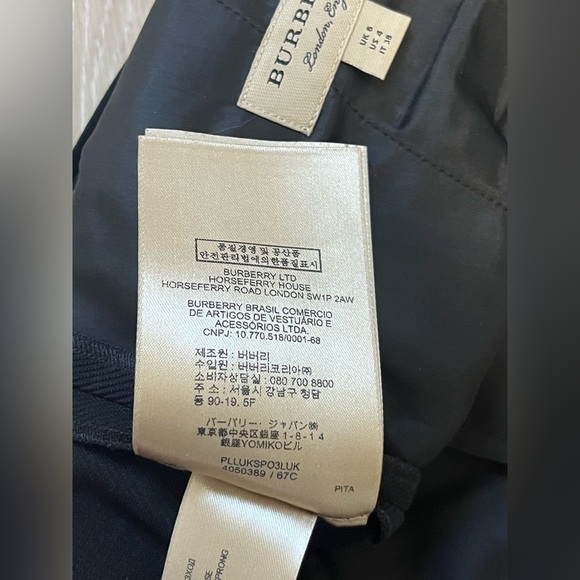 BURBE
London, Eng
UK 6
US 4
IT 38
품질경영 및 공산품
안전관리법에의한품질표시
BURBERRY LTD
HORSEFERRY HOUSE
HORSEFERRY ROAD LONDON SW1P 2AW
BURBERRY BRASIL COMÉRCIO
DE ARTIGOS DE VESTUÁRIO E
ACESSÓRIOS LTDA.
CNPJ: 10.770.518/0001-68
제조원 : 버버리
수입원 : 버버리코리아㈜
소비자상담실 : 080 700 8800
주소 : 서울시 강남구 청담
동 90-19. 5F
バーバリー・ジャパン㈱
東京都中央区銀座 1-8-14
銀座YOMIKOビル
PLLUKSPO3LUK
4050389 / 67C
PITA
SPRONG